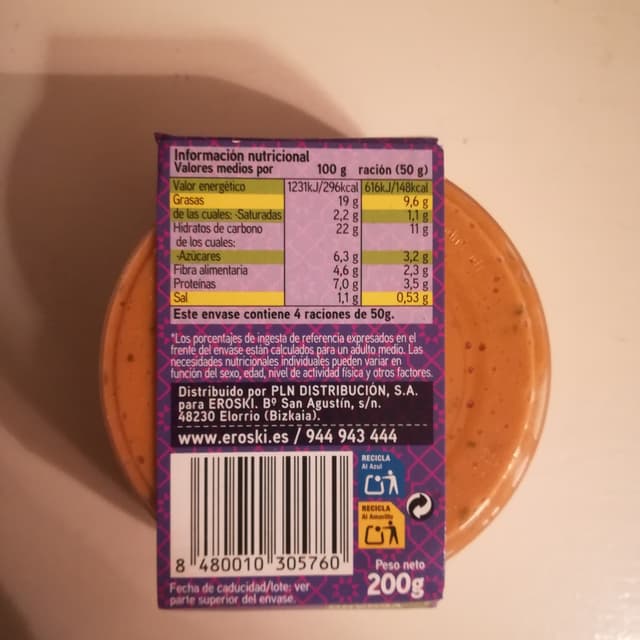 Información nutricional
Valores medios por 100 g ración (50 g)
Valor energético 1231kJ/296kcal 616kJ/148kcal
Grasas 19 g 9,6 g
de las cuales: -Saturadas 2,2 g 1,1 g
Hidratos de carbono 22 g 11 g
de los cuales:
-Azúcares 6,3 g 3,2 g
Fibra alimentaria 4,6 g 2,3 g
Proteínas 7,0 g 3,5 g
Sal 1,1 g 0,53 g
Este envase contiene 4 raciones de 50g.
*Los porcentajes de ingesta de referencia expresados en el
frente del envase están calculados para un adulto medio. Las
necesidades nutricionales individuales pueden variar en
función del sexo, edad, nivel de actividad física y otros factores.
Distribuido por PLN DISTRIBUCIÓN, S.A.
para EROSKI. Bº San Agustín, s/n.
48230 Elorrio (Bizkaia).
www.eroski.es / 944 943 444
RECICLA
Al Azul
RECICLA
Al Amarillo
8 480010 305760
Peso neto
200g
Fecha de caducidad/lote: ver
parte superior del envase.